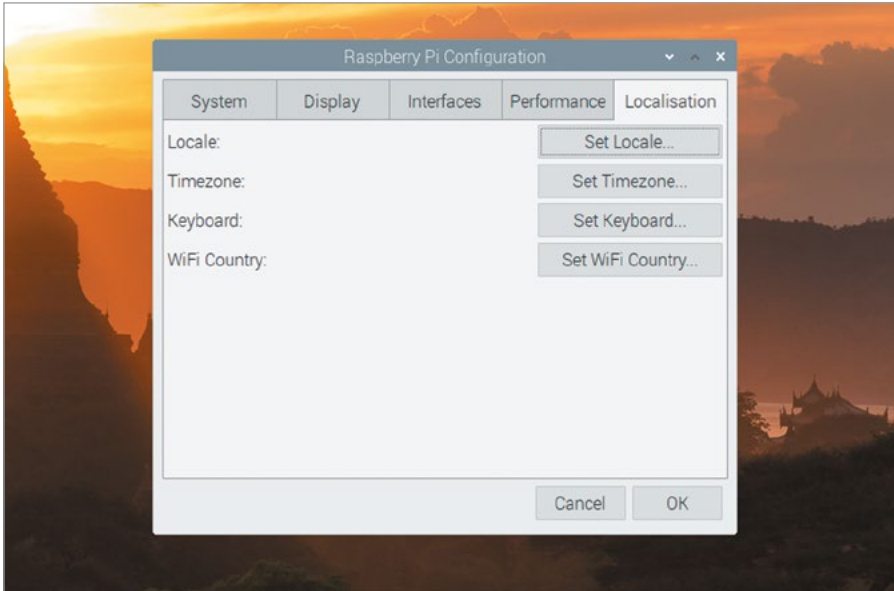 Raspberry Pi Configuration
System Display Interfaces Performance Localisation
Locale: Set Locale...
Timezone: Set Timezone...
Keyboard: Set Keyboard...
WiFi Country: Set WiFi Country...
Cancel OK